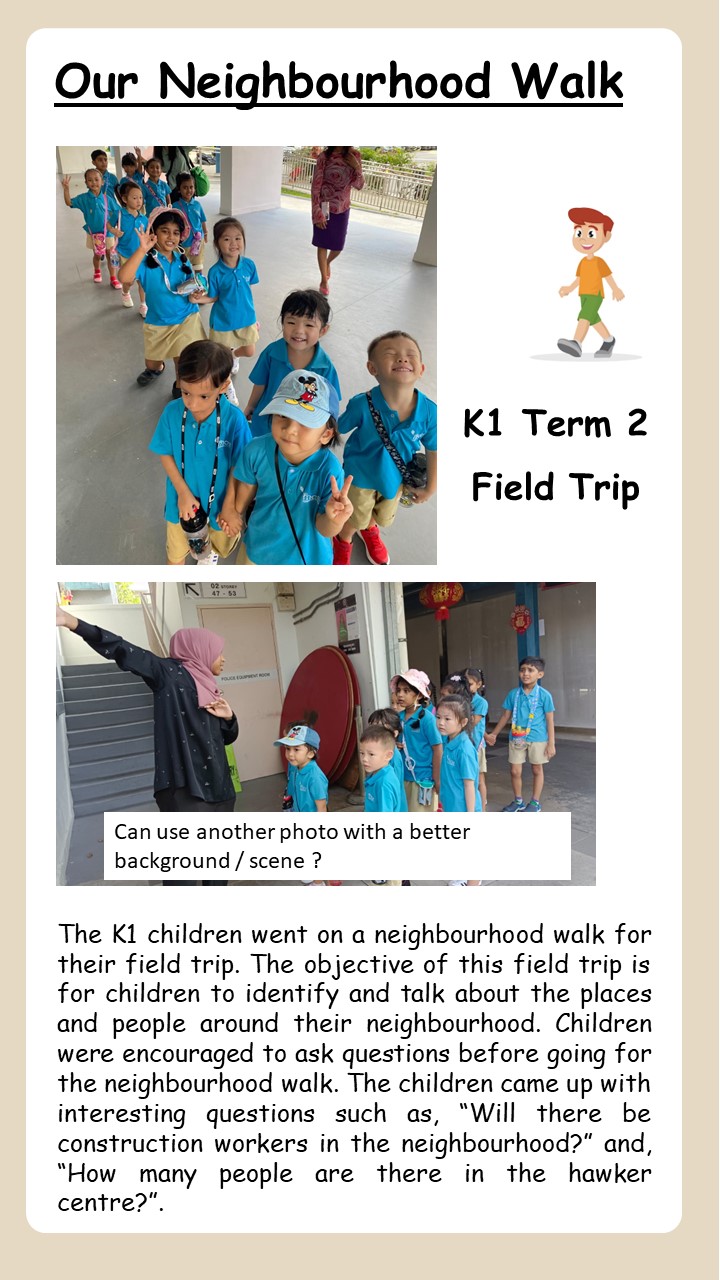 Our Neighbourhood Walk
K1 Term 2
Field Trip
02 STOREY
47 - 53
POLICE EQUIPMENT ROOM
Can use another photo with a better
background / scene ?
The K1 children went on a neighbourhood walk for
their field trip. The objective of this field trip is
for children to identify and talk about the places
and people around their neighbourhood. Children
were encouraged to ask questions before going for
the neighbourhood walk. The children came up with
interesting questions such as, “Will there be
construction workers in the neighbourhood?” and,
“How many people are there in the hawker
centre?”.